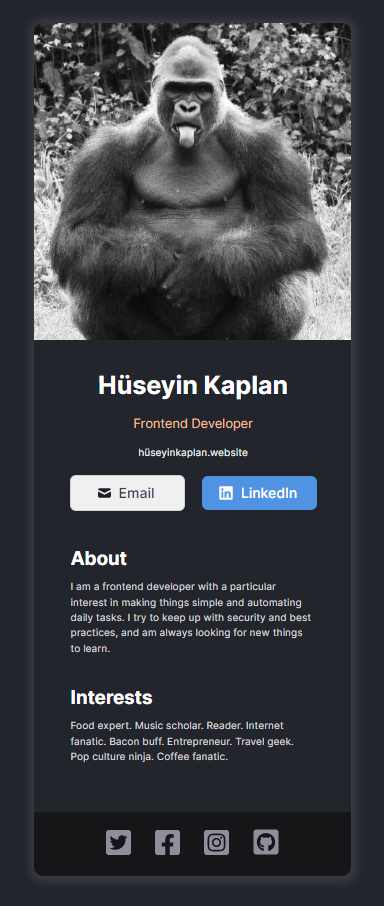 Hüseyin Kaplan
Frontend Developer
hüseyinkaplan.website
Email
LinkedIn
About
I am a frontend developer with a particular
interest in making things simple and automating
daily tasks. I try to keep up with security and best
practices, and am always looking for new things
to learn.
Interests
Food expert. Music scholar. Reader. Internet
fanatic. Bacon buff. Entrepreneur. Travel geek.
Pop culture ninja. Coffee fanatic.